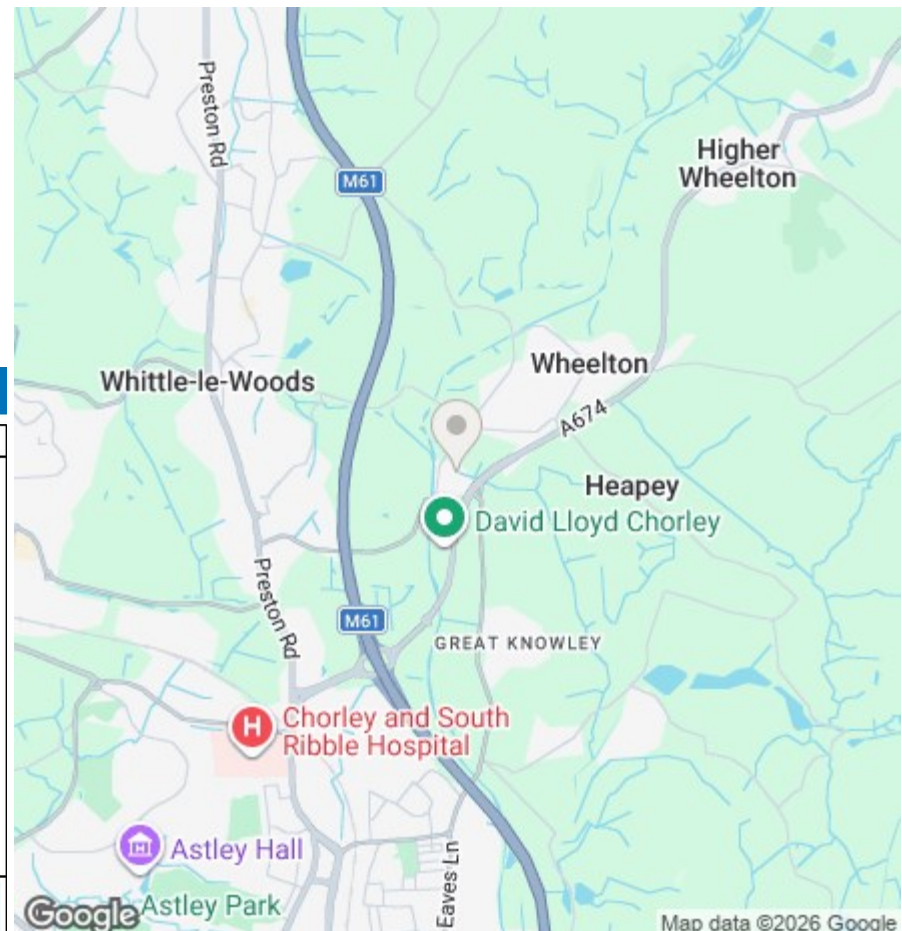 Preston Rd
M61
Higher
Wheelton
Wheelton
Whittle-le-Woods
A674
Heapey
David Lloyd Chorley
Preston Rd
M61
GREAT KNOWLEY
H
Chorley and South
Ribble Hospital
Astley Hall
Eaves Ln
Google
Astley Park
Map data ©2026 Google